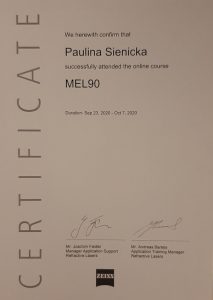 CERTIFICATE
We herewith confirm that
Paulina Sienicka
successfully attended the online course
MEL90
Duration: Sep 23, 2020 - Oct 7, 2020
Mr. Joachim Fiedler
Manager Application Support
Refractive Lasers
Mr. Andreas Bartels
Application Training Manager
Refractive Lasers
ZEISS